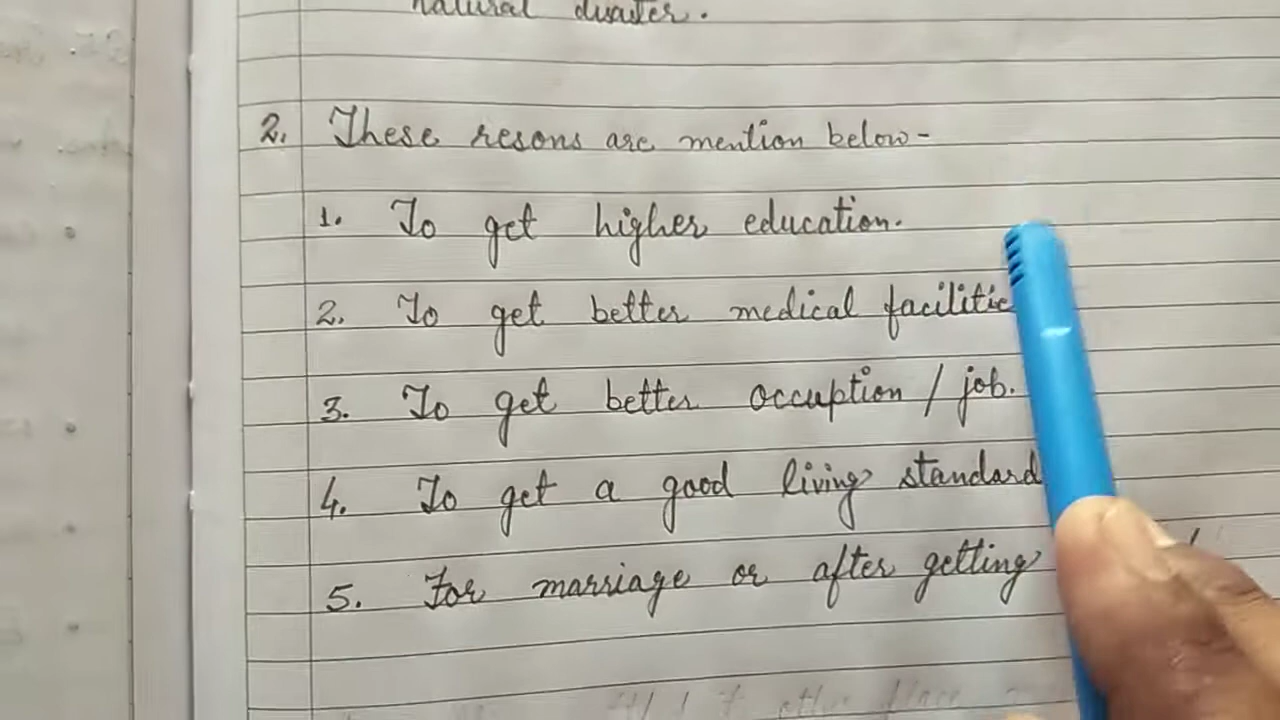 natural
2. These resons are mention below-
1. To get higher education.
2. To get better medical facilitie
3. To get better occuption / job.
4. To get a good living standard
5. For marriage or after getting